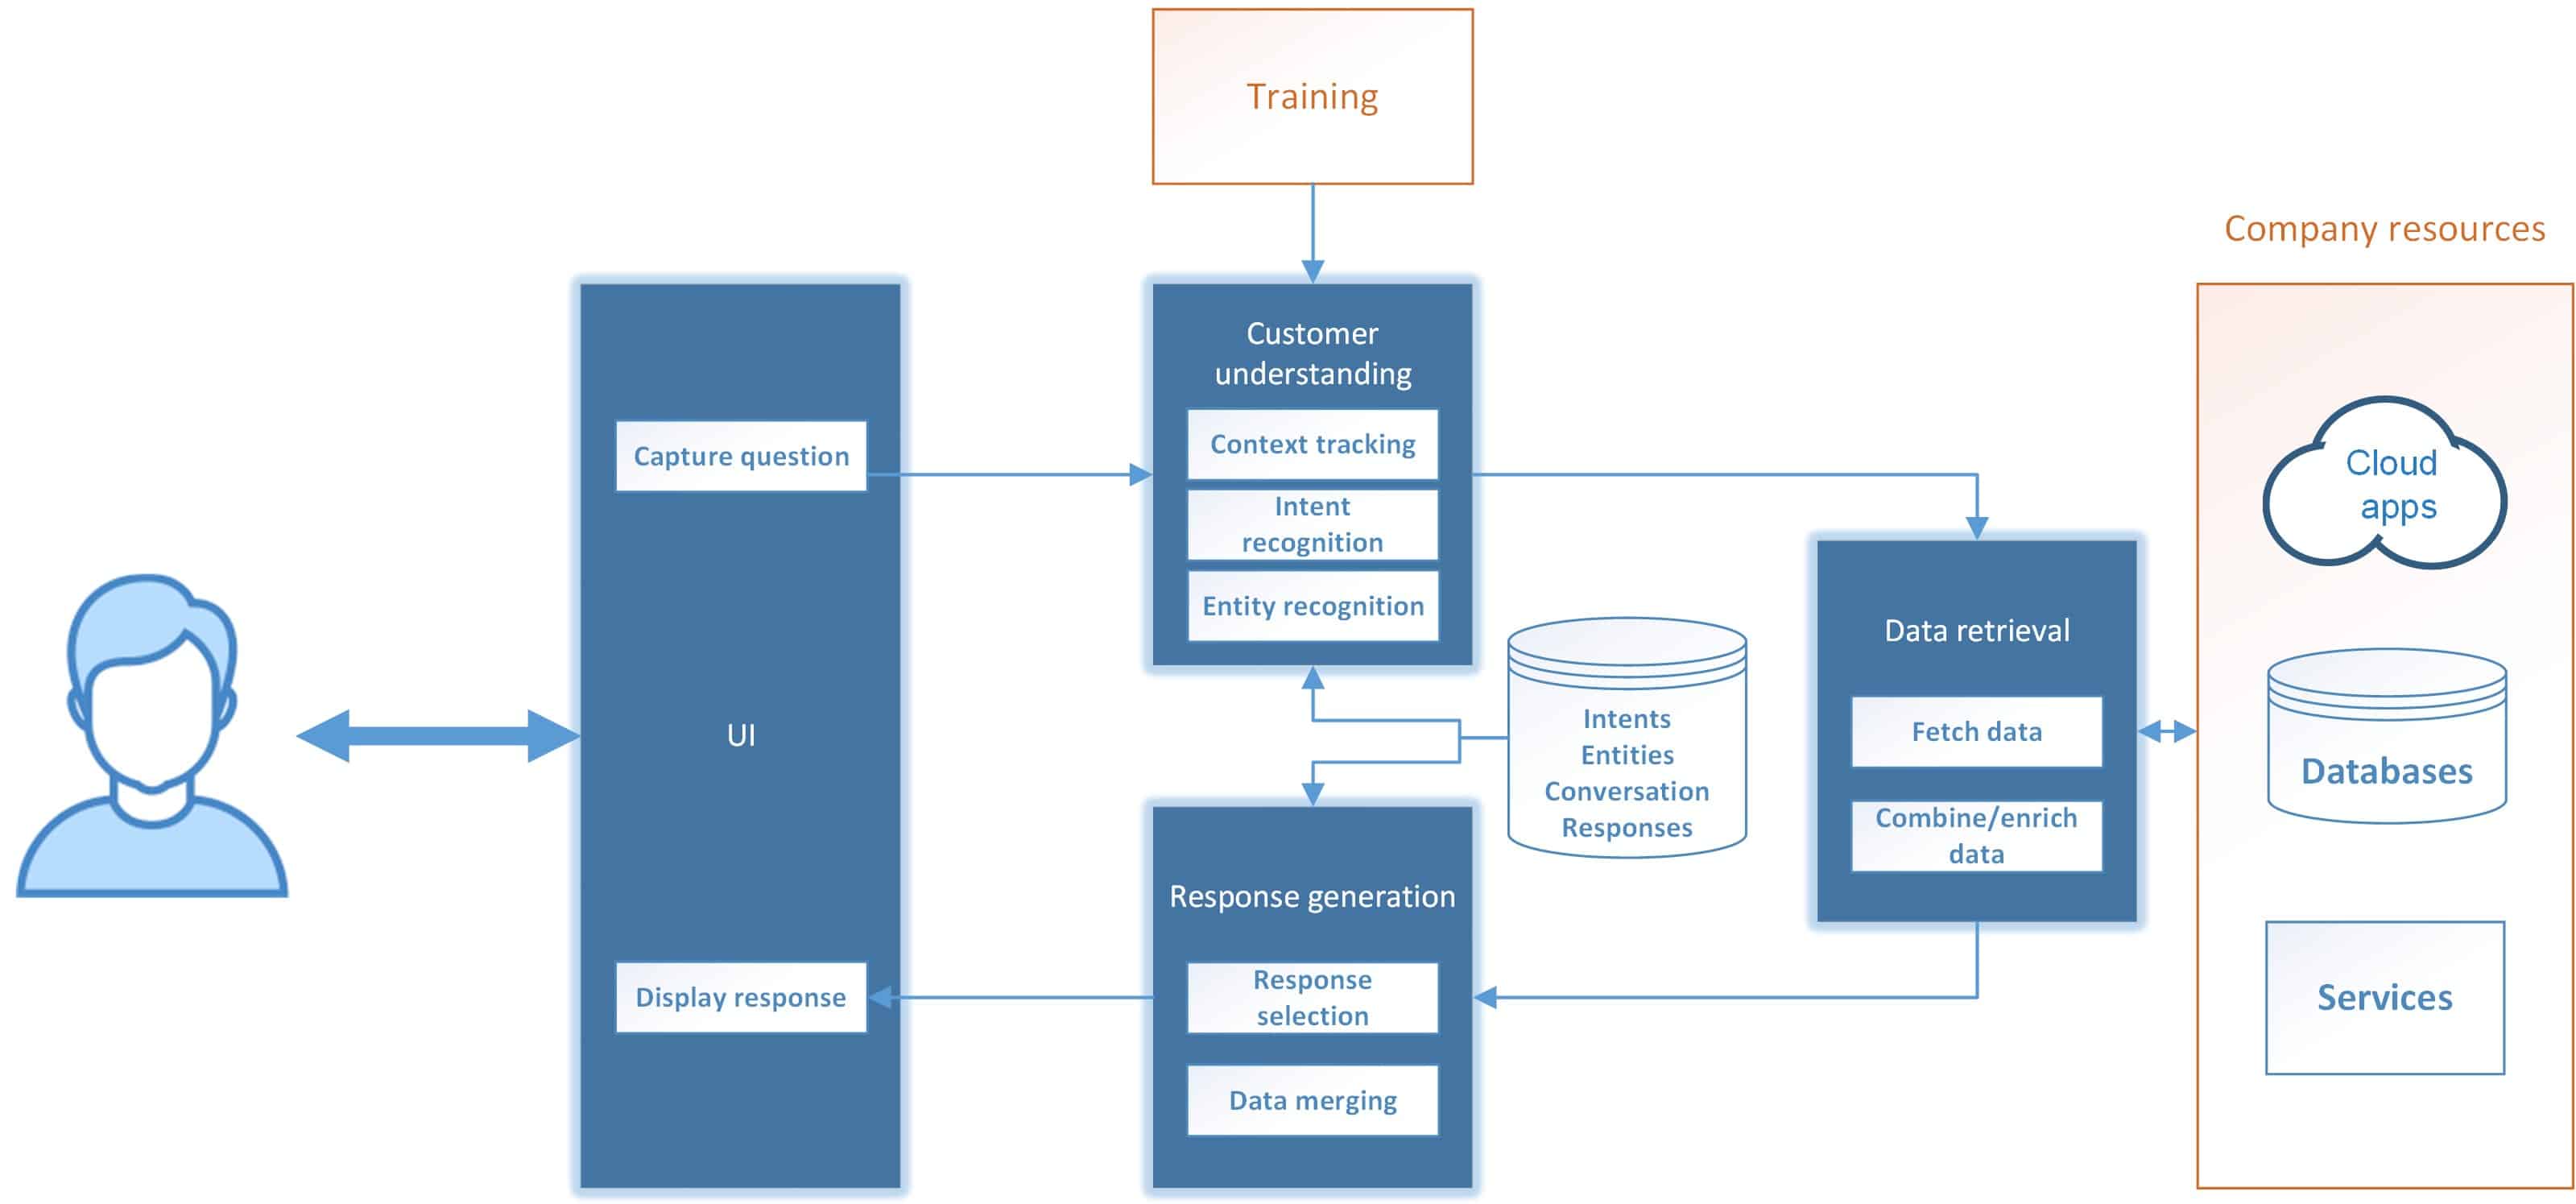 Training
Company resources
Customer
understanding
Capture question
Context tracking
Intent
recognition
Entity recognition
Cloud
apps
UI
Intents
Entities
Conversation
Responses
Data retrieval
Fetch data
Combine/enrich
data
Databases
Response generation
Display response
Response
selection
Data merging
Services